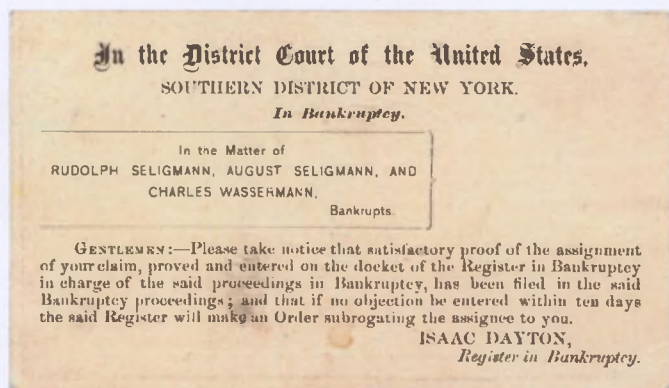 In the District Court of the United States,
SOUTHERN DISTRICT OF NEW YORK.
In Bankruptcy.
In the Matter of
RUDOLPH SELIGMANN, AUGUST SELIGMANN, AND
CHARLES WASSERMANN,
Bankrupts.
GENTLEMEN:—Please take notice that satisfactory proof of the assignment
of your claim, proved and entered on the docket of the Register in Bankruptcy
in charge of the said proceedings in Bankruptcy, has been filed in the said
Bankruptcy proceedings; and that if no objection be entered within ten days
the said Register will make an Order subrogating the assignee to you.
ISAAC DAYTON,
Register in Bankruptcy.